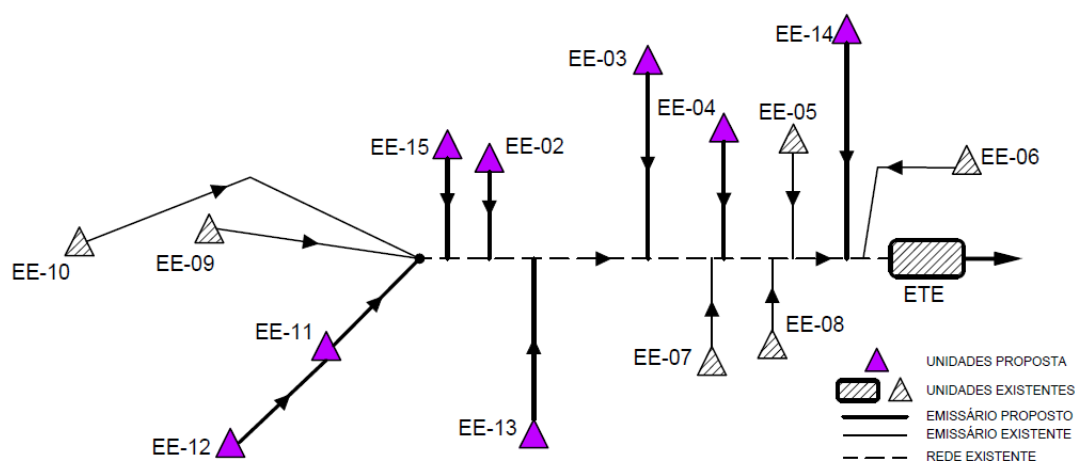 EE-14
EE-03
EE-04
EE-05
EE-15
EE-02
EE-06
EE-10
EE-09
ETE
EE-11
EE-07
EE-08
EE-12
EE-13
UNIDADES PROPOSTA
UNIDADES EXISTENTES
EMISSÁRIO PROPOSTO
EMISSÁRIO EXISTENTE
REDE EXISTENTE